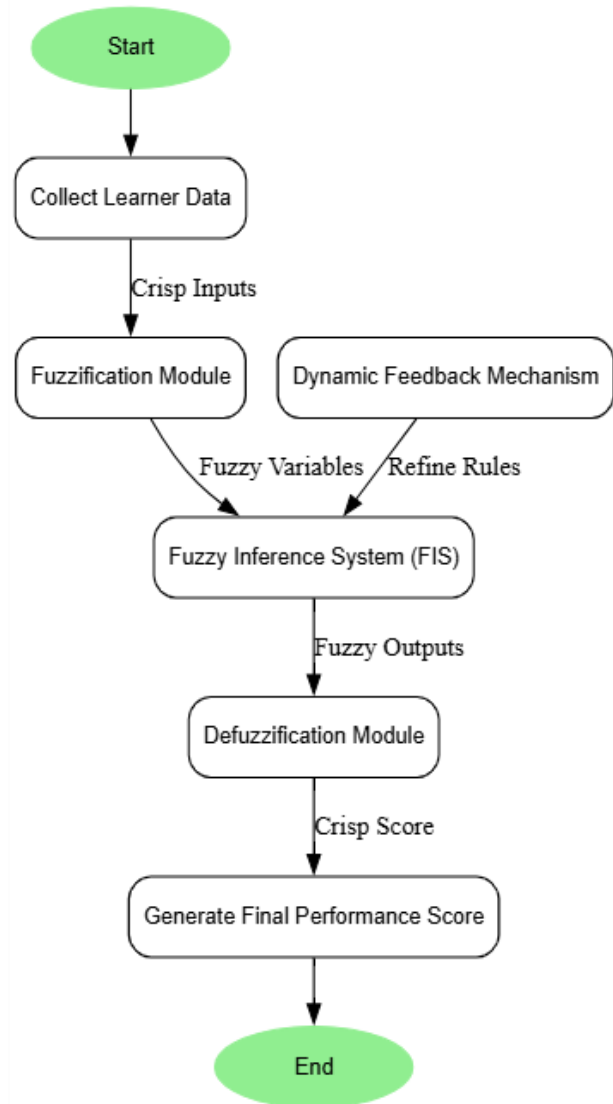 Start
Collect Learner Data
Crisp Inputs
Fuzzification Module
Dynamic Feedback Mechanism
Fuzzy Variables
Refine Rules
Fuzzy Inference System (FIS)
Fuzzy Outputs
Defuzzification Module
Crisp Score
Generate Final Performance Score
End